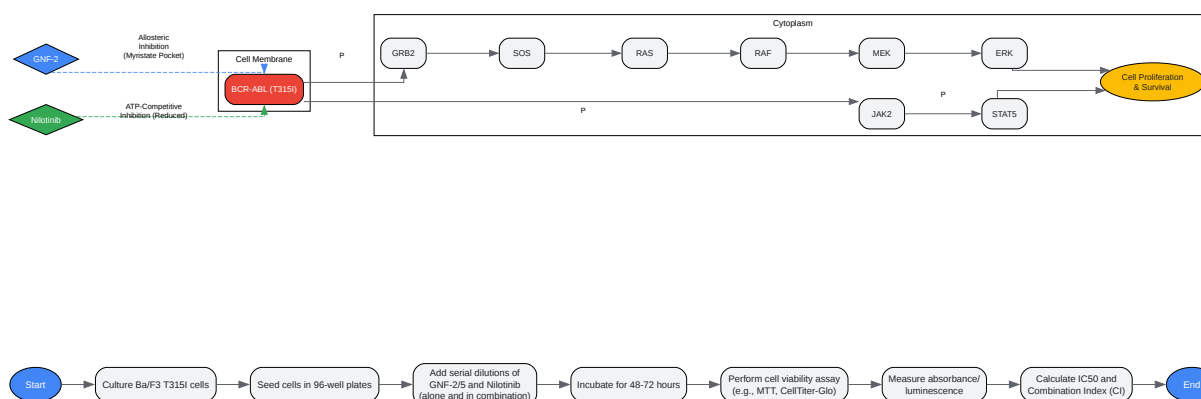 Cytoplasm
Allosteric
Inhibition
(Myristate Pocket)
P
GNF-2
Cell Membrane
GRB2
SOS
RAS
RAF
MEK
ERK
BCR-ABL (T315I)
Cell Proliferation
& Survival
ATP-Competitive
Inhibition (Reduced)
Nilotinib
P
P
JAK2
STAT5
Start
Culture Ba/F3 T315I cells
Seed cells in 96-well plates
Add serial dilutions of
GNF-2/5 and Nilotinib
(alone and in combination)
Incubate for 48-72 hours
Perform cell viability assay
(e.g., MTT, CellTiter-Glo)
Measure absorbance/
luminescence
Calculate IC50 and
Combination Index (CI)
End